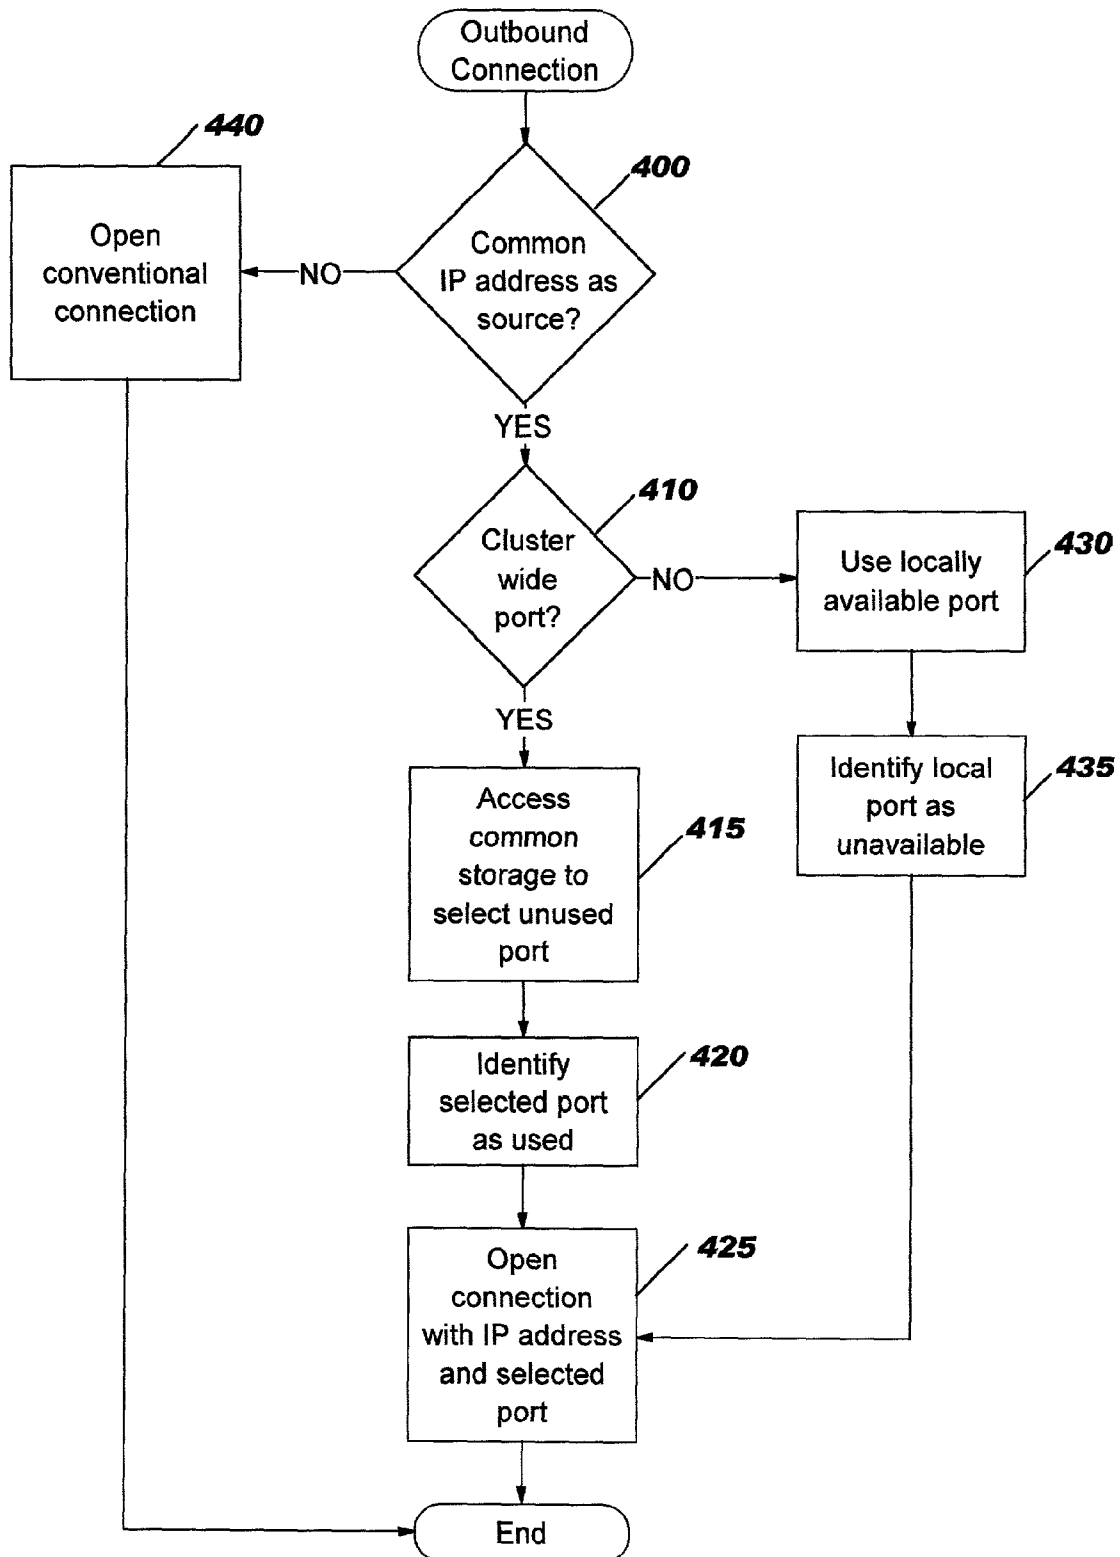 Outbound
Connection
440
400
Open
conventional
connection
NO
Common
IP address as
source?
YES
410
Cluster
wide
port?
NO
430
Use locally
available port
YES
Access
common
storage to
select unused
port
415
Identify local
port as
unavailable
435
Identify
selected port
as used
420
Open
connection
with IP address
and selected
port
425
End